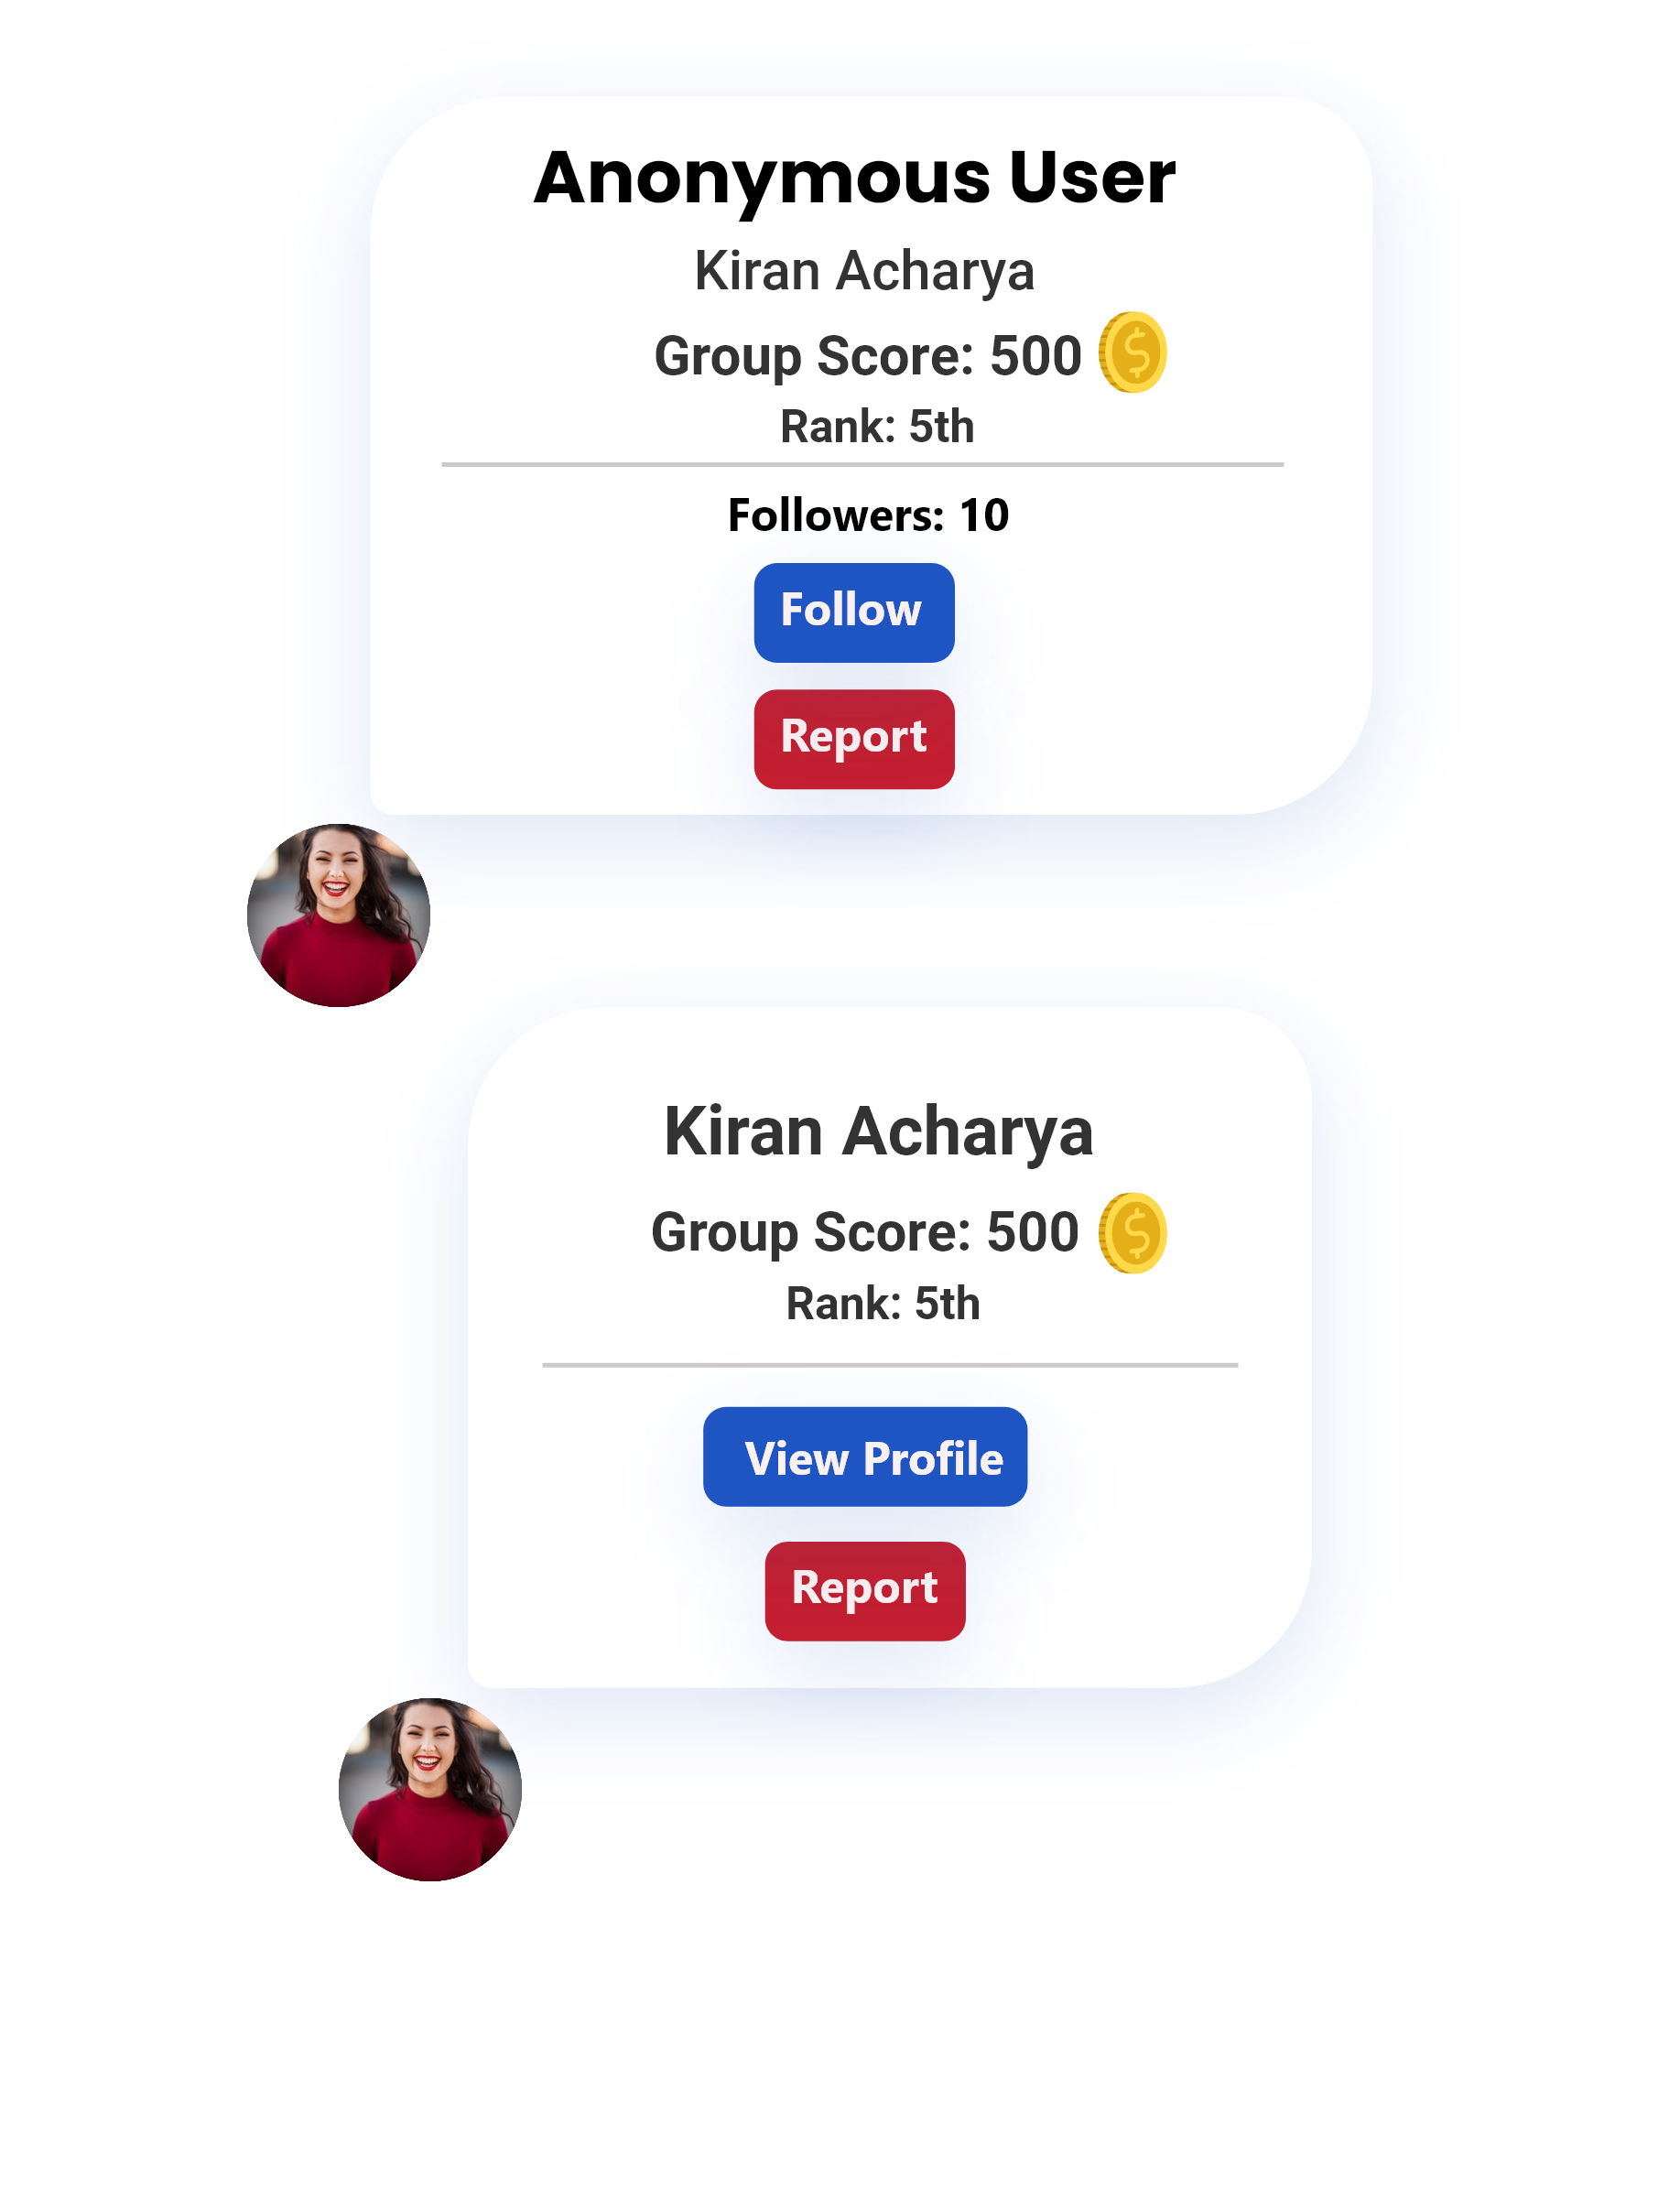 Anonymous User
Kiran Acharya
Group Score: 500
Rank: 5th
Followers: 10
Follow
Report
Kiran Acharya
Group Score: 500
Rank: 5th
View Profile
Report